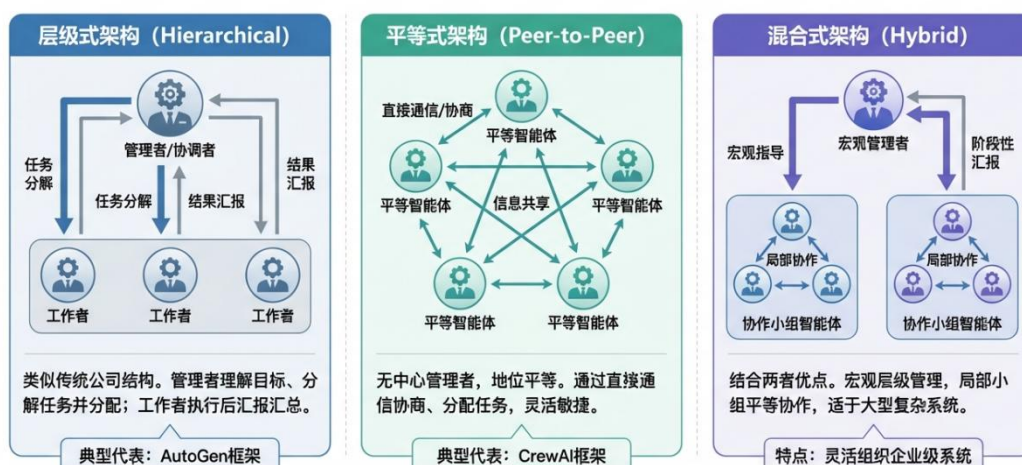 层级式架构（Hierarchical）
管理者/协调者
任务
分解
任务分解
结果汇报
结果
汇报
工作者
工作者
工作者
类似传统公司结构。管理者理解目标、分
解任务并分配；工作者执行后汇报汇总。
典型代表：AutoGen框架
平等式架构（Peer-to-Peer）
直接通信/协商
平等智能体
平等智能体
信息共享
平等智能体
平等智能体
平等智能体
无中心管理者，地位平等。通过直接通
信协商、分配任务，灵活敏捷。
典型代表：CrewAI框架
混合式架构（Hybrid）
宏观管理者
宏观指导
阶段性
汇报
局部协作
协作小组智能体
局部协作
协作小组智能体
结合两者优点。宏观层级管理，局部小
组平等协作，适于大型复杂系统。
特点：灵活组织企业级系统